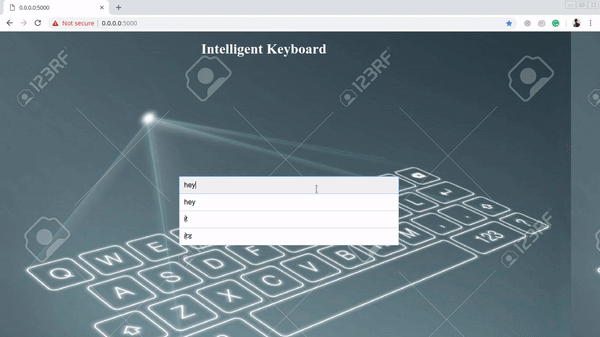 0.0.0.0:5000
Not secure
0.0.0.0:5000
Intelligent Keyboard
123RF
123RF
123RF
123RF
hey
hey
हे
हेड
123RF
123RF
Q W E
A S D F G H J K L
Z X C V B N M
123
?